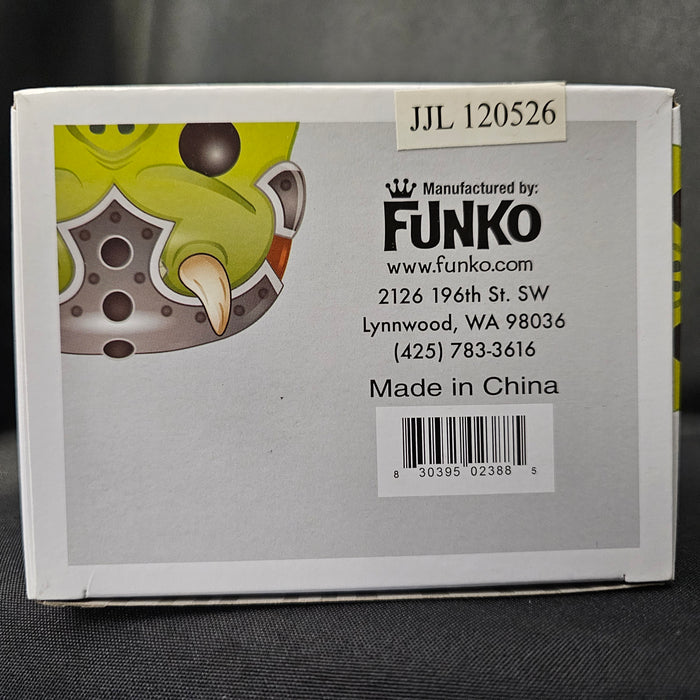 JJL 120526
Manufactured by:
FUNKO
www.funko.com
2126 196th St. SW
Lynnwood, WA 98036
(425) 783-3616
Made in China
8 30395 02388 5